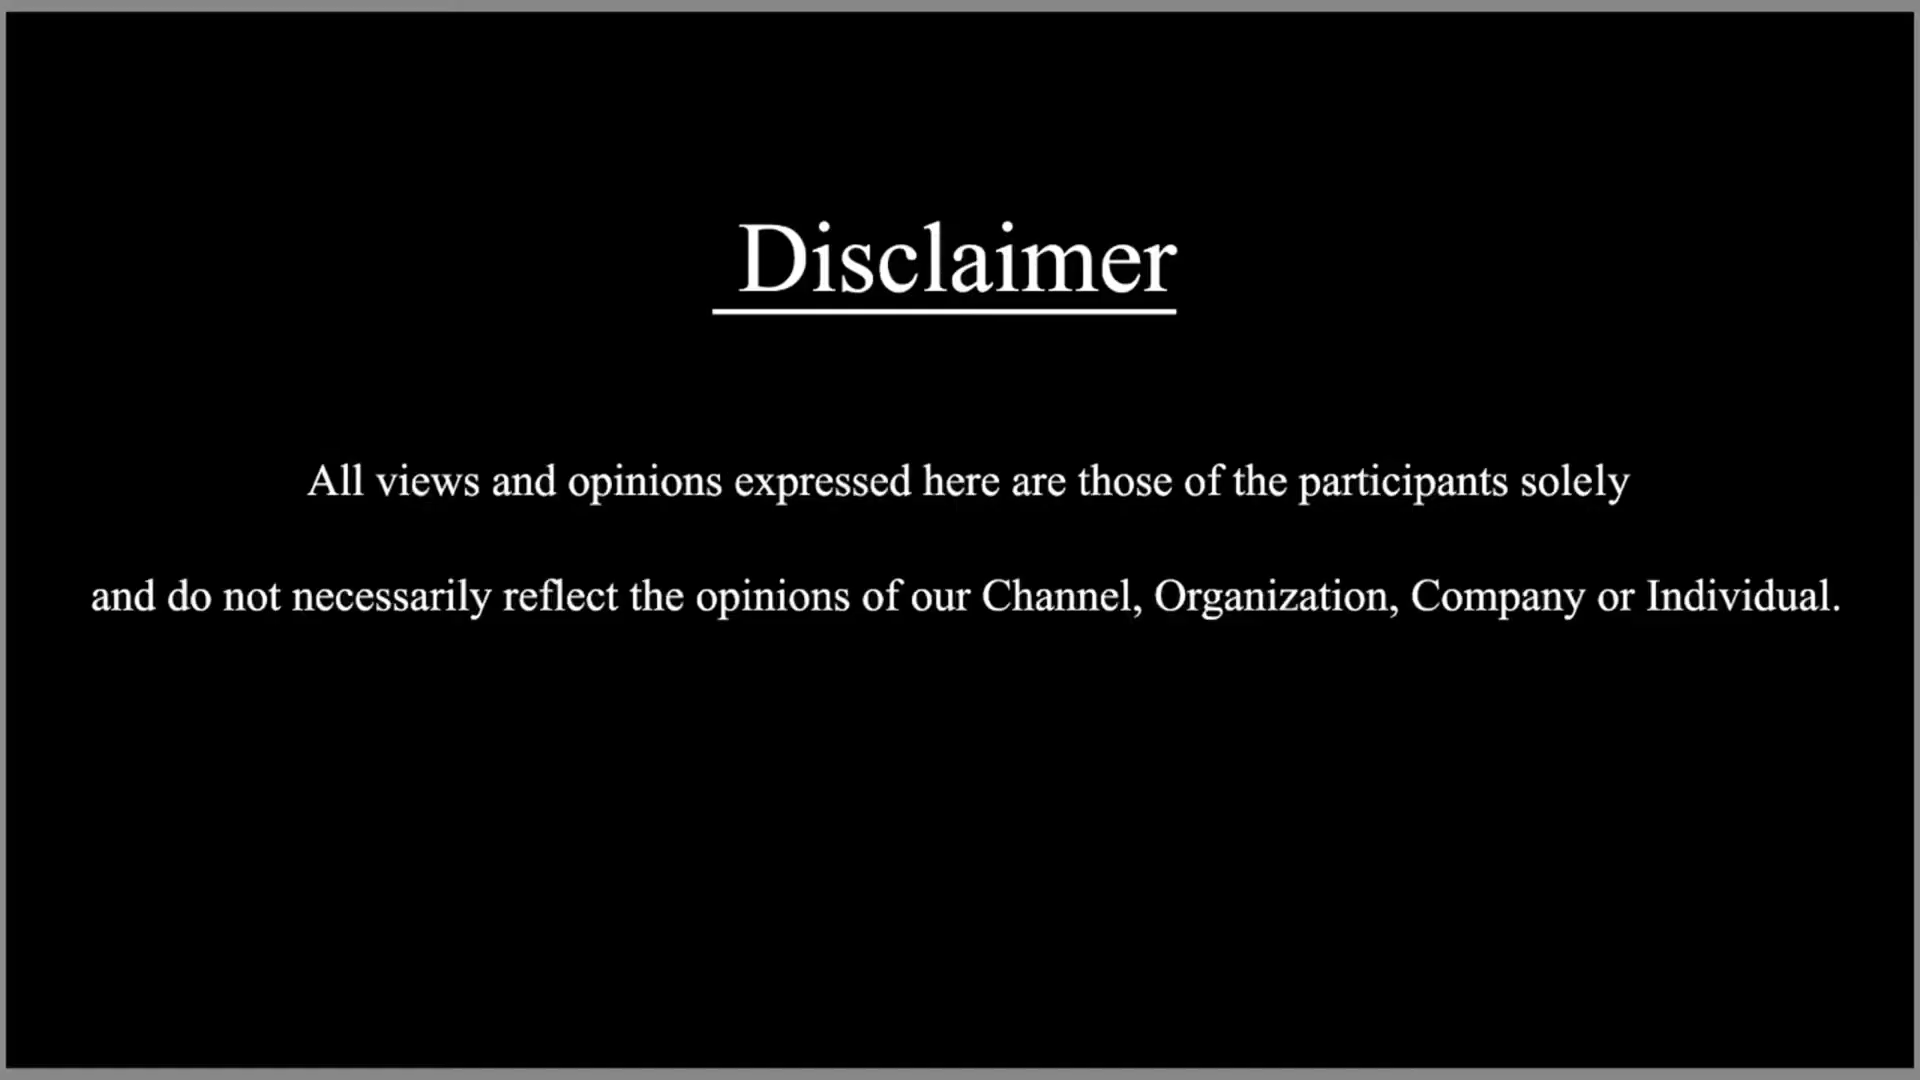 Disclaimer
All views and opinions expressed here are those of the participants solely
and do not necessarily reflect the opinions of our Channel, Organization, Company or Individual.